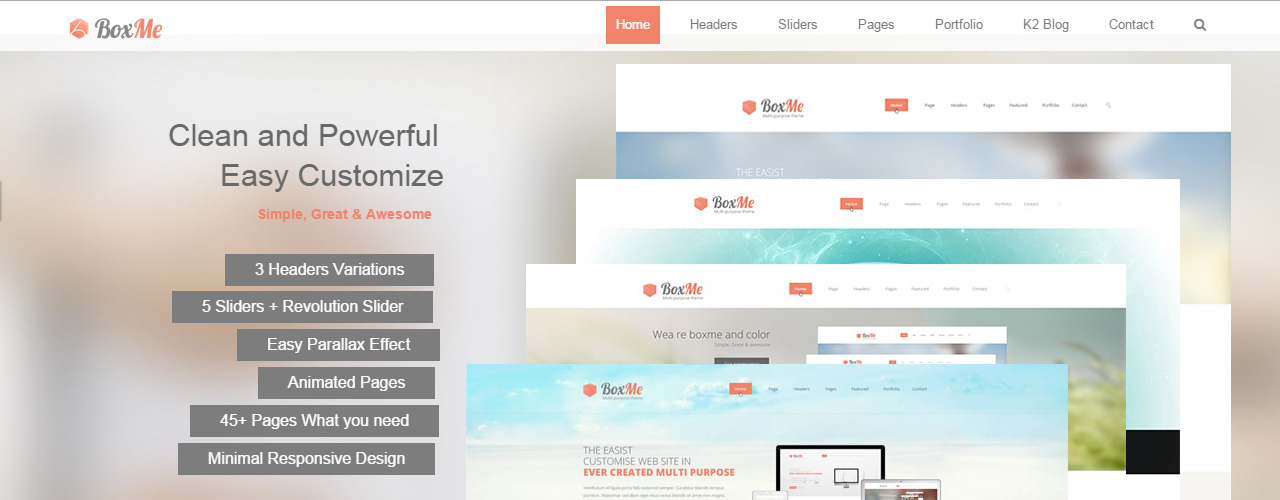 BoxMe
Home Headers Sliders Pages Portfolio K2 Blog Contact
Clean and Powerful
Easy Customize
Simple, Great & Awesome
3 Headers Variations
5 Sliders + Revolution Slider
Easy Parallax Effect
Animated Pages
45+ Pages What you need
Minimal Responsive Design
BoxMe
Multi-purpose theme
Home Page Headers Pages Featured Portfolio Contact
THE EASIST
BoxMe
Multi-purpose theme
Home Page Headers Pages Featured Portfolio Contact
BoxMe
Multi-purpose theme
Home Page Headers Pages Featured Portfolio Contact
Wea re boxme and color
Simple, Great & awesome
BoxMe
Multi-purpose theme
Home Page Headers Pages Featured Portfolio Contact
THE EASIST
CUSTOMISE WEB SITE IN
EVER CREATED MULTI PURPOSE